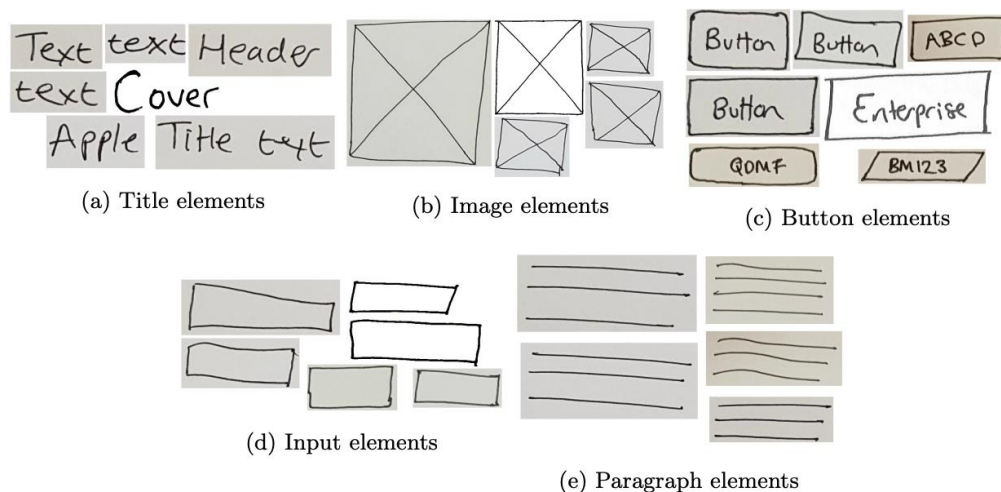 Text text Header
text Cover
Apple Title text
(a) Title elements
(b) Image elements
Button Button ABCD
Button Enterprise
QDMF BM123
(c) Button elements
(d) Input elements
(e) Paragraph elements